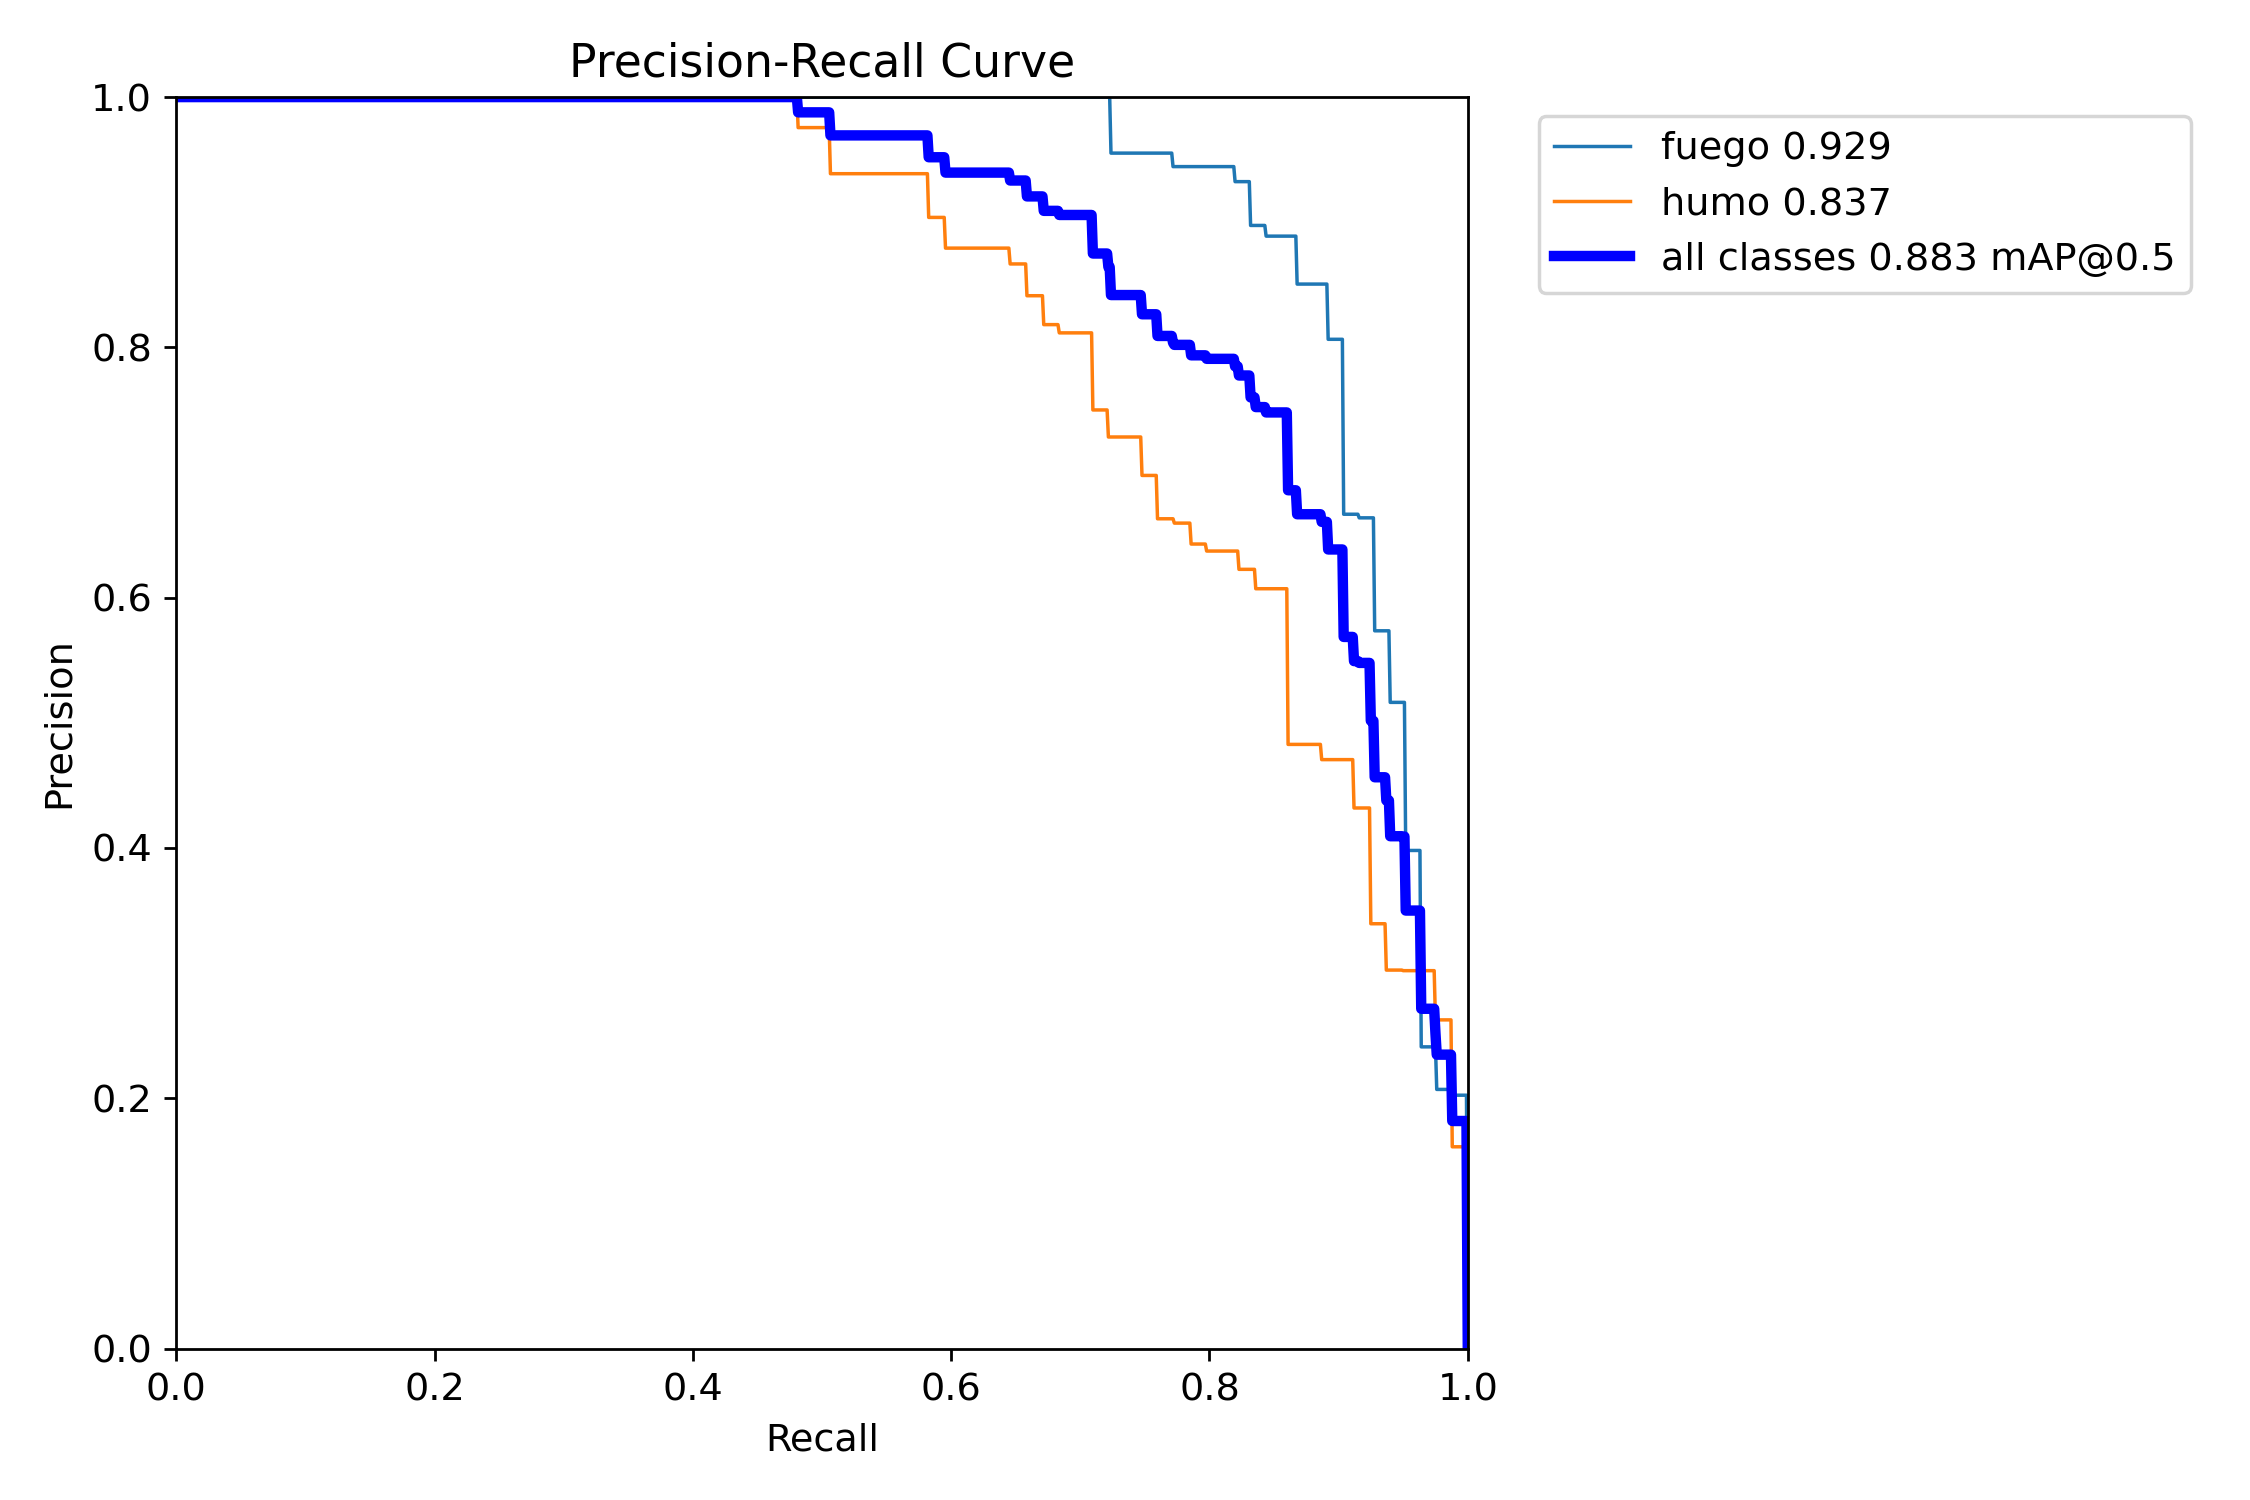 Precision-Recall Curve
1.0
0.8
0.6
0.4
0.2
0.0
Precision
0.0 0.2 0.4 0.6 0.8 1.0
Recall
fuego 0.929
humo 0.837
all classes 0.883 mAP@0.5